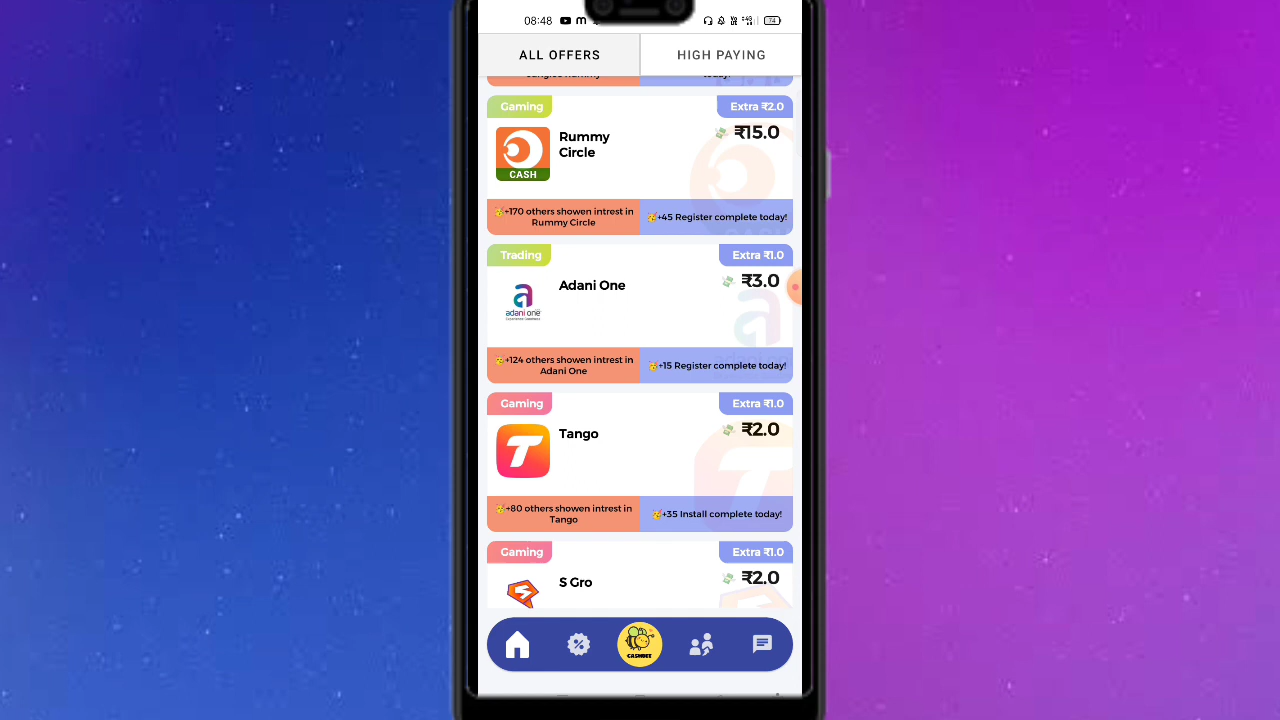 08:48
74
ALL OFFERS
HIGH PAYING
today!
Gaming
Extra ₹2.0
Rummy
Circle
₹15.0
CASH
+170 others showen intrest in
Rummy Circle
+45 Register complete today!
Trading
Extra ₹1.0
Adani One
₹3.0
adani one
+124 others showen intrest in
Adani One
+15 Register complete today!
Gaming
Extra ₹1.0
Tango
₹2.0
T
+80 others showen intrest in
Tango
+35 Install complete today!
Gaming
Extra ₹1.0
S Gro
₹2.0
CASHBEE